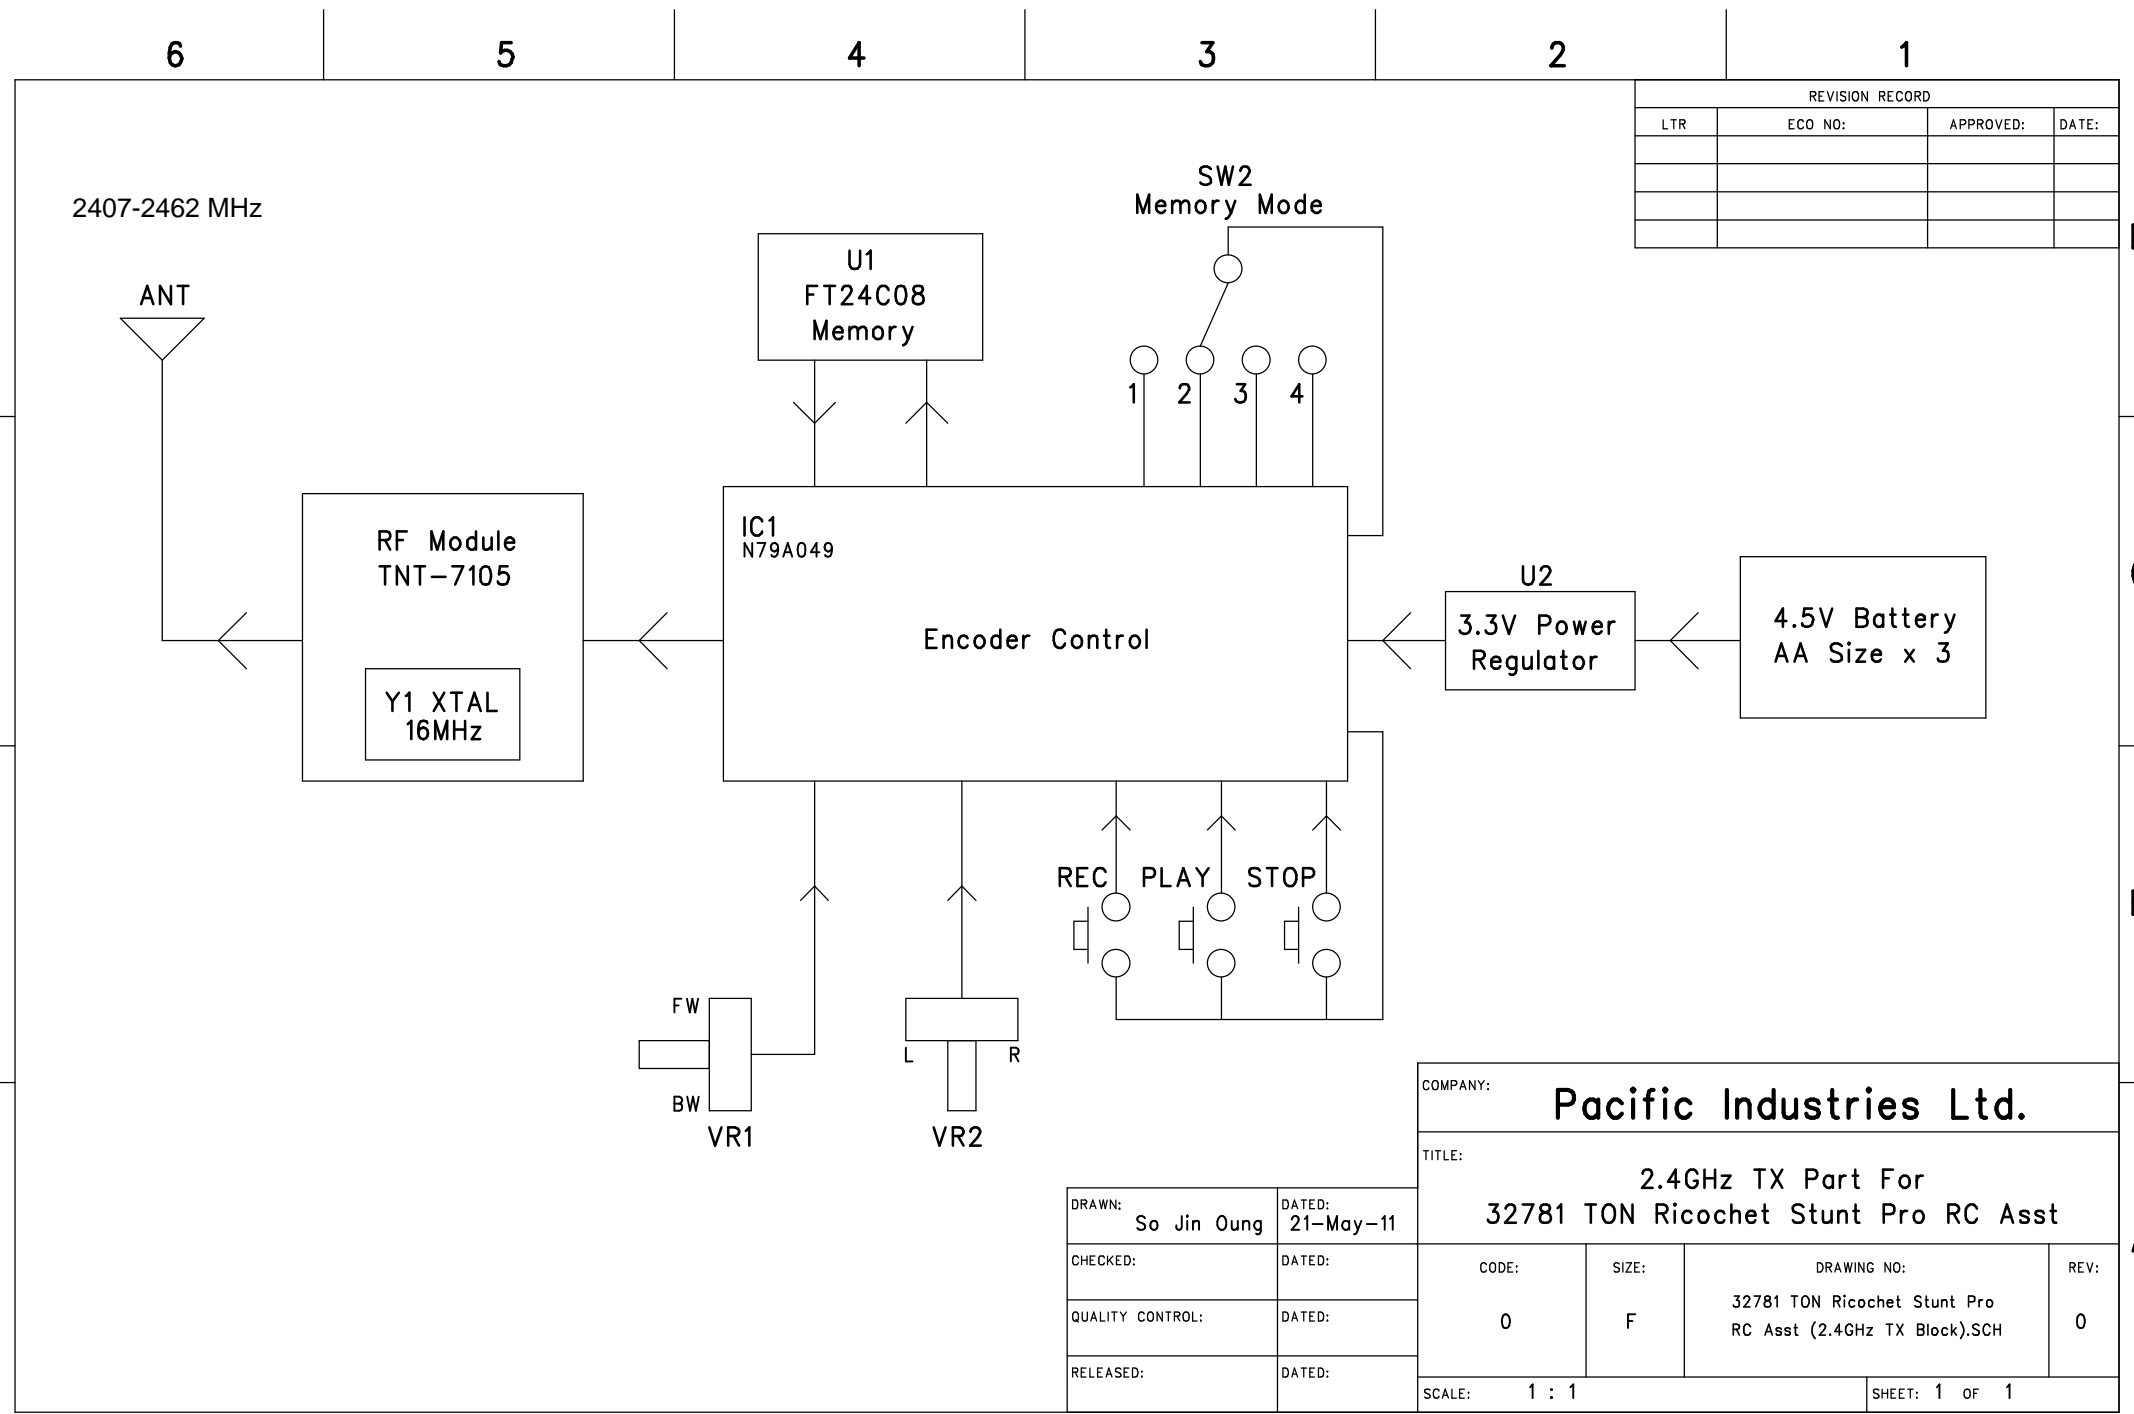 6 5 4 3 2 1
REVISION RECORD
LTR ECO NO: APPROVED: DATE:
2407-2462 MHz
ANT
U1
FT24C08
Memory
SW2
Memory Mode
1 2 3 4
RF Module
TNT-7105
Y1 XTAL
16MHz
IC1
N79A049
Encoder Control
U2
3.3V Power
Regulator
4.5V Battery
AA Size x 3
REC PLAY STOP
FW
BW
VR1
L R
VR2
COMPANY:
Pacific Industries Ltd.
TITLE:
2.4GHz TX Part For
32781 TON Ricochet Stunt Pro RC Asst
DRAWN:
So Jin Oung
DATED:
21-May-11
CHECKED: DATED:
QUALITY CONTROL: DATED:
RELEASED: DATED:
CODE:
0
SIZE:
F
DRAWING NO:
32781 TON Ricochet Stunt Pro
RC Asst (2.4GHz TX Block).SCH
REV:
0
SCALE: 1 : 1
SHEET: 1 OF 1